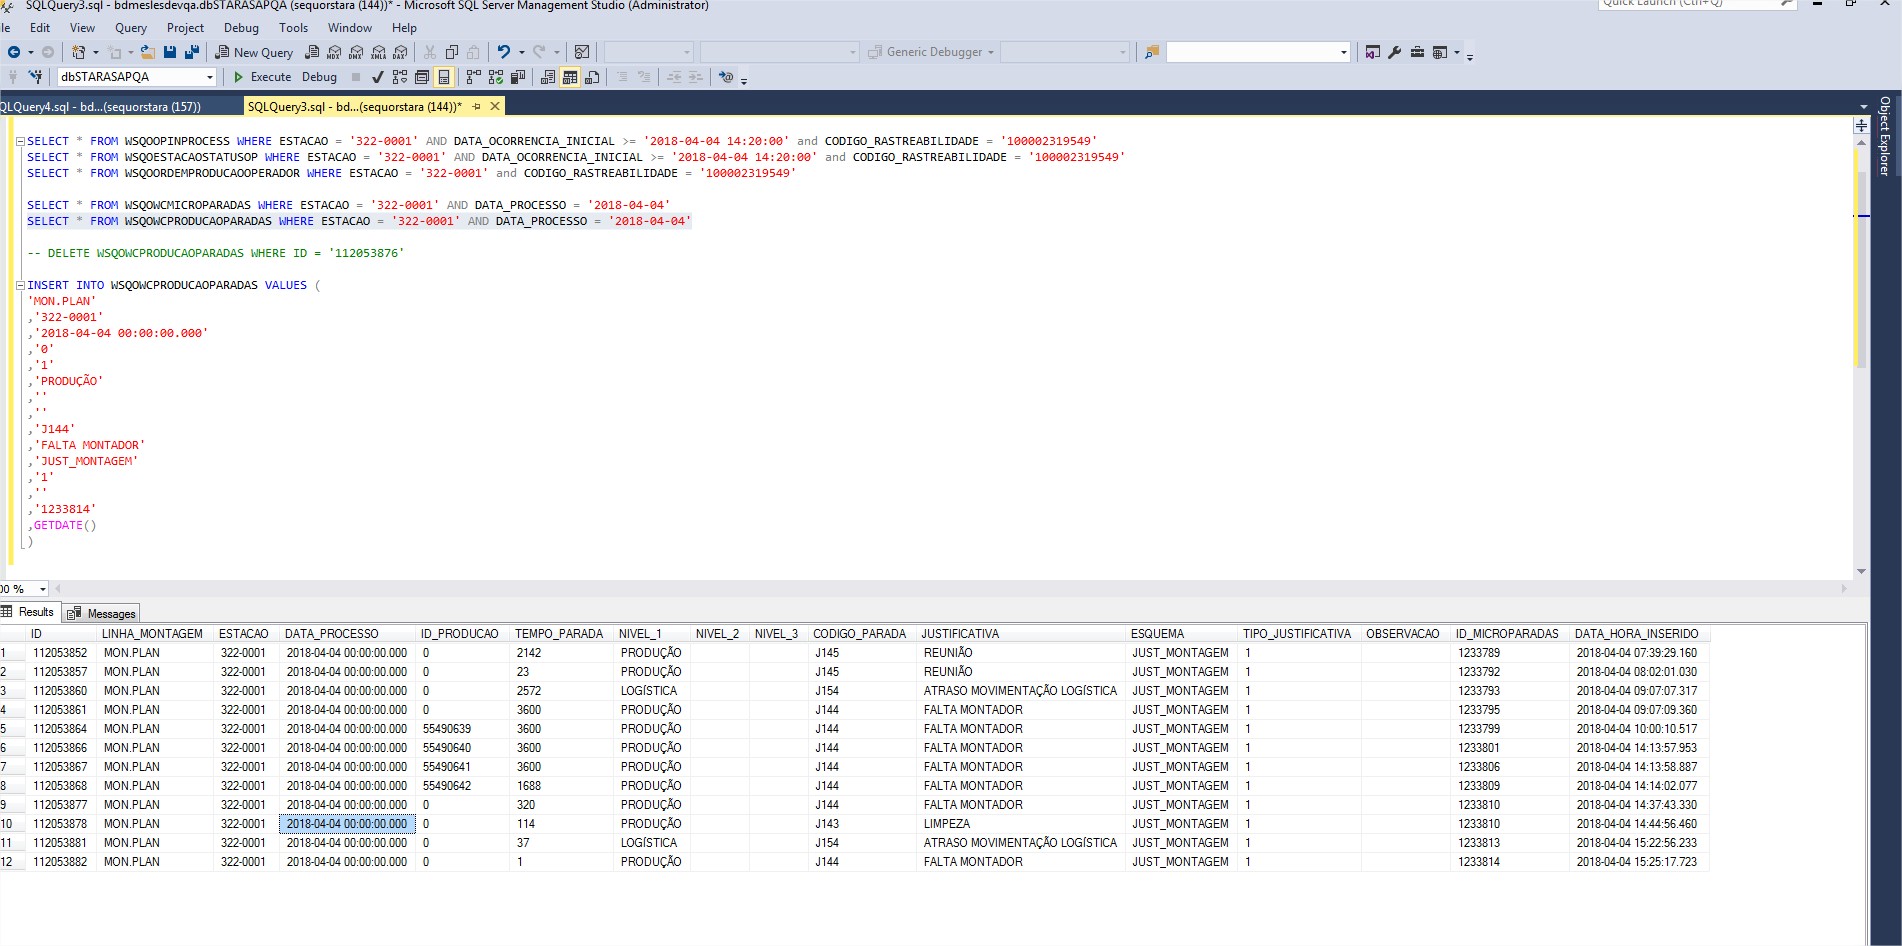 SQLQuery3.sql - bdmeslesdevqa.dbSTARASAPQA (sequorstara (144))* - Microsoft SQL Server Management Studio (Administrator)
Quick Launch (Ctrl+Q)
Edit View Query Project Debug Tools Window Help
New Query MDX DMX XMLA DAX Generic Debugger
dbSTARASAPQA Execute Debug
QLQuery4.sql - bd...(sequorstara (157)) SQLQuery3.sql - bd...(sequorstara (144))*
Object Explorer
SELECT * FROM WSQOOPINPROCESS WHERE ESTACAO = '322-0001' AND DATA_OCORRENCIA_INICIAL >= '2018-04-04 14:20:00' and CODIGO_RASTREABILIDADE = '100002319549'
SELECT * FROM WSQOESTACAOSTATUSOP WHERE ESTACAO = '322-0001' AND DATA_OCORRENCIA_INICIAL >= '2018-04-04 14:20:00' and CODIGO_RASTREABILIDADE = '100002319549'
SELECT * FROM WSQOORDEMPRODUCAOOPERADOR WHERE ESTACAO = '322-0001' and CODIGO_RASTREABILIDADE = '100002319549'
SELECT * FROM WSQOWCMICROPARADAS WHERE ESTACAO = '322-0001' AND DATA_PROCESSO = '2018-04-04'
SELECT * FROM WSQOWCPRODUCAOPARADAS WHERE ESTACAO = '322-0001' AND DATA_PROCESSO = '2018-04-04'
-- DELETE WSQOWCPRODUCAOPARADAS WHERE ID = '112053876'
INSERT INTO WSQOWCPRODUCAOPARADAS VALUES (
'MON.PLAN'
,'322-0001'
,'2018-04-04 00:00:00.000'
,'0'
,'1'
,'PRODUÇÃO'
,''
,''
,'J144'
,'FALTA MONTADOR'
,'JUST_MONTAGEM'
,'1'
,''
,'1233814'
,GETDATE()
)
00 %
Results Messages
ID LINHA_MONTAGEM ESTACAO DATA_PROCESSO ID_PRODUCAO TEMPO_PARADA NIVEL_1 NIVEL_2 NIVEL_3 CODIGO_PARADA JUSTIFICATIVA ESQUEMA TIPO_JUSTIFICATIVA OBSERVACAO ID_MICROPARADAS DATA_HORA_INSERIDO
1 112053852 MON.PLAN 322-0001 2018-04-04 00:00:00.000 0 2142 PRODUÇÃO J145 REUNIÃO JUST_MONTAGEM 1 1233789 2018-04-04 07:39:29.160
2 112053857 MON.PLAN 322-0001 2018-04-04 00:00:00.000 0 23 PRODUÇÃO J145 REUNIÃO JUST_MONTAGEM 1 1233792 2018-04-04 08:02:01.030
3 112053860 MON.PLAN 322-0001 2018-04-04 00:00:00.000 0 2572 LOGÍSTICA J154 ATRASO MOVIMENTAÇÃO LOGÍSTICA JUST_MONTAGEM 1 1233793 2018-04-04 09:07:07.317
4 112053861 MON.PLAN 322-0001 2018-04-04 00:00:00.000 0 3600 PRODUÇÃO J144 FALTA MONTADOR JUST_MONTAGEM 1 1233795 2018-04-04 09:07:09.360
5 112053864 MON.PLAN 322-0001 2018-04-04 00:00:00.000 55490639 3600 PRODUÇÃO J144 FALTA MONTADOR JUST_MONTAGEM 1 1233799 2018-04-04 10:00:10.517
6 112053866 MON.PLAN 322-0001 2018-04-04 00:00:00.000 55490640 3600 PRODUÇÃO J144 FALTA MONTADOR JUST_MONTAGEM 1 1233801 2018-04-04 14:13:57.953
7 112053867 MON.PLAN 322-0001 2018-04-04 00:00:00.000 55490641 3600 PRODUÇÃO J144 FALTA MONTADOR JUST_MONTAGEM 1 1233806 2018-04-04 14:13:58.887
8 112053868 MON.PLAN 322-0001 2018-04-04 00:00:00.000 55490642 1688 PRODUÇÃO J144 FALTA MONTADOR JUST_MONTAGEM 1 1233809 2018-04-04 14:14:02.077
9 112053877 MON.PLAN 322-0001 2018-04-04 00:00:00.000 0 320 PRODUÇÃO J144 FALTA MONTADOR JUST_MONTAGEM 1 1233810 2018-04-04 14:37:43.330
10 112053878 MON.PLAN 322-0001 2018-04-04 00:00:00.000 0 114 PRODUÇÃO J143 LIMPEZA JUST_MONTAGEM 1 1233810 2018-04-04 14:44:56.460
11 112053881 MON.PLAN 322-0001 2018-04-04 00:00:00.000 0 37 LOGÍSTICA J154 ATRASO MOVIMENTAÇÃO LOGÍSTICA JUST_MONTAGEM 1 1233813 2018-04-04 15:22:56.233
12 112053882 MON.PLAN 322-0001 2018-04-04 00:00:00.000 0 1 PRODUÇÃO J144 FALTA MONTADOR JUST_MONTAGEM 1 1233814 2018-04-04 15:25:17.723